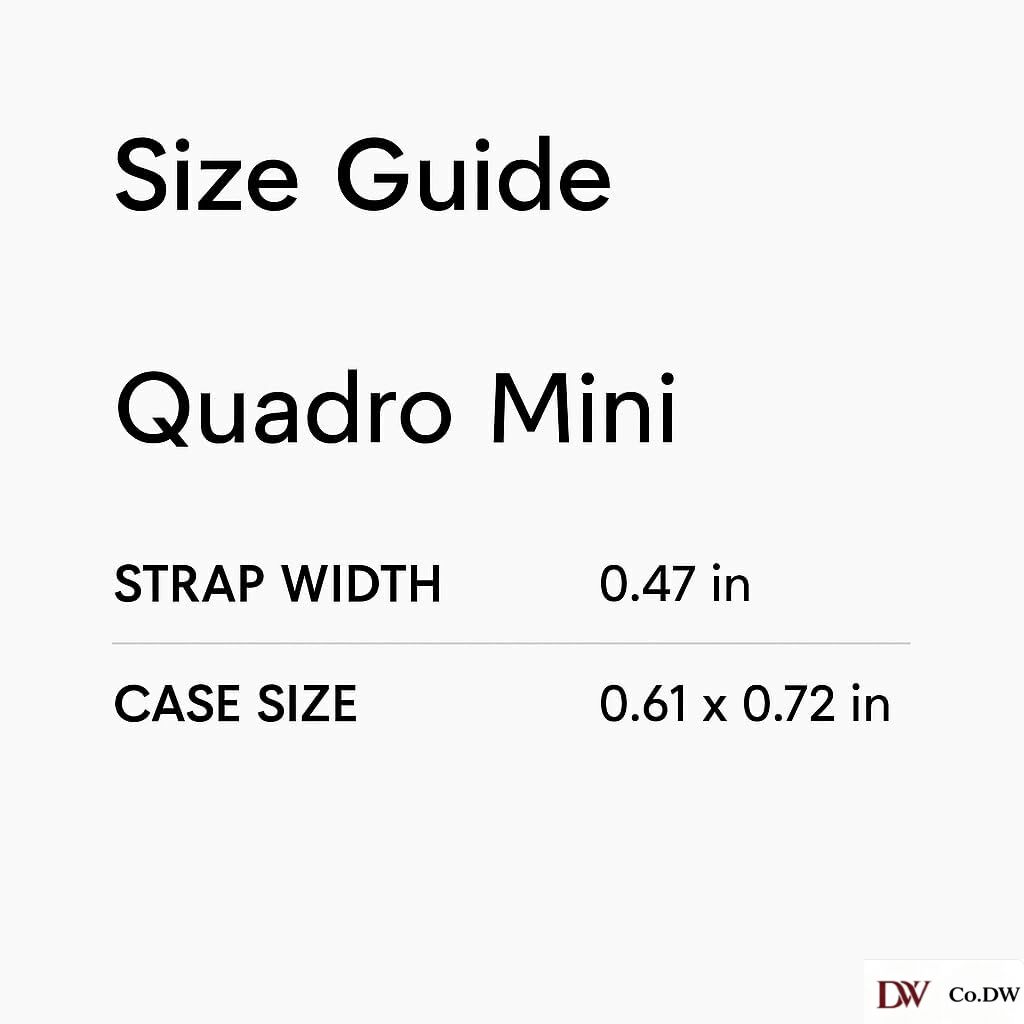 Size Guide
Quadro Mini
STRAP WIDTH 0.47 in
CASE SIZE 0.61 x 0.72 in
DW Co.DW